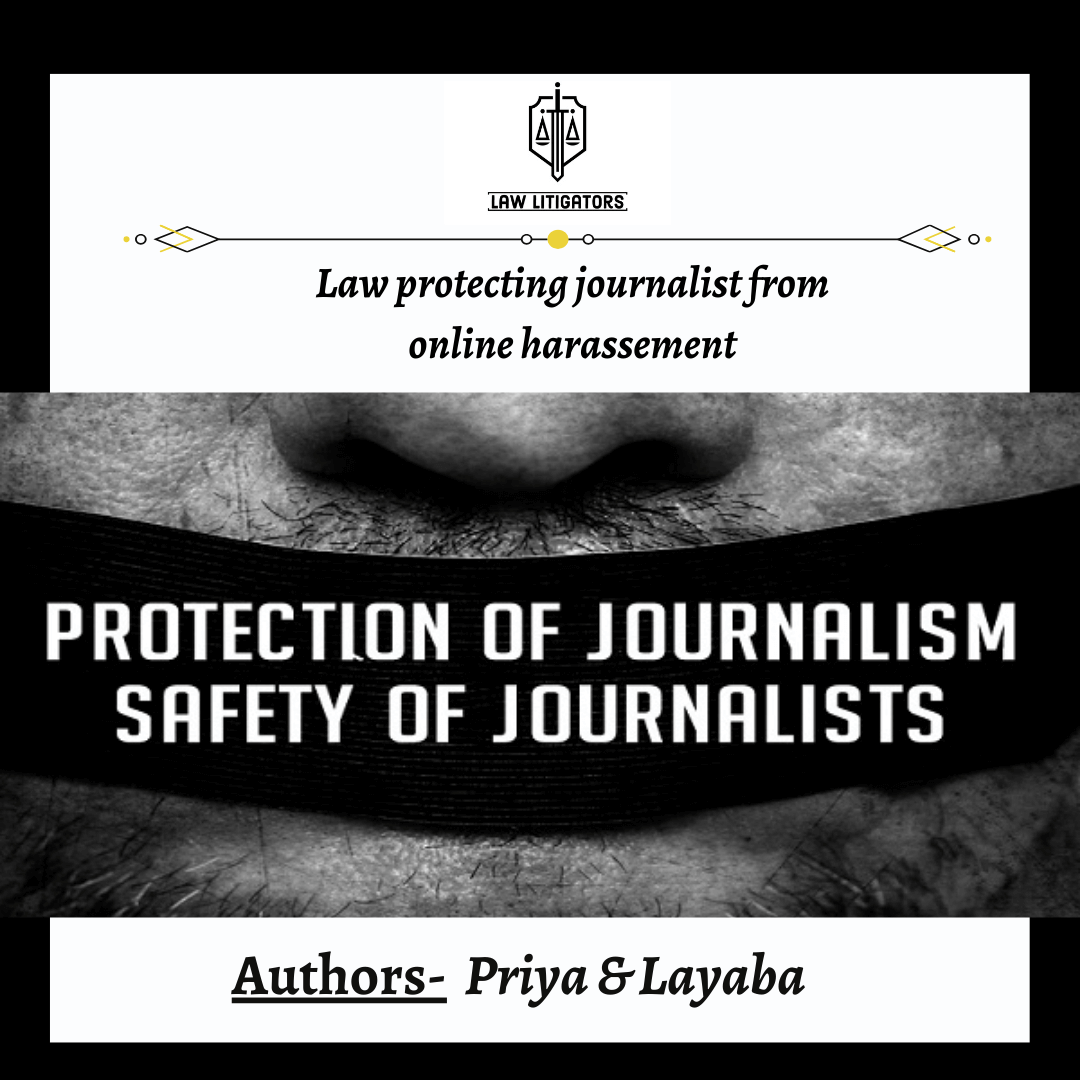 LAW LITIGATORS
Law protecting journalist from
online harassement
PROTECTION OF JOURNALISM
SAFETY OF JOURNALISTS
Authors- Priya & Layaba